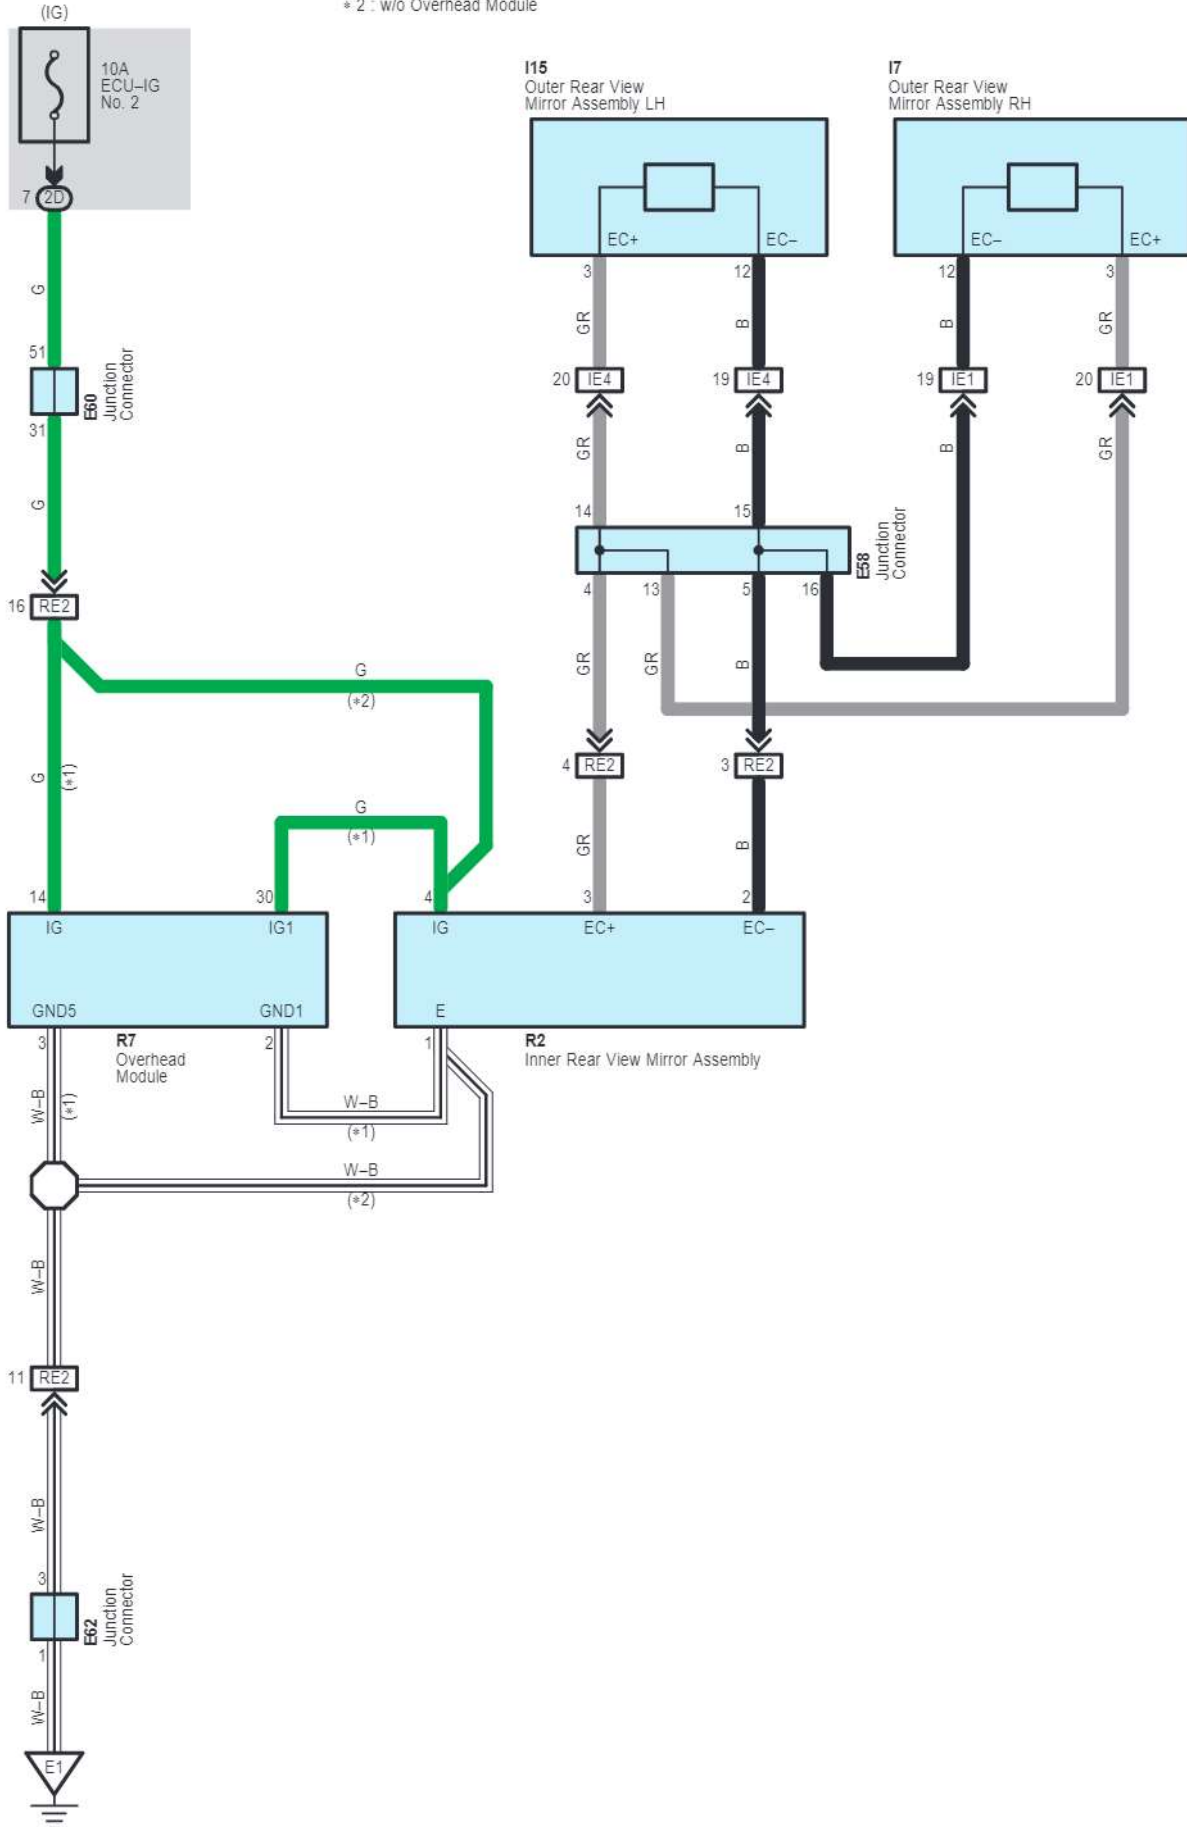 (IG)
* 2 : w/o Overhead Module
10A
ECU–IG
No. 2
7 2D
I15
Outer Rear View
Mirror Assembly LH
I7
Outer Rear View
Mirror Assembly RH
EC+ EC–
EC– EC+
3 12 12 3
G
GR B B GR
51
E60
Junction
Connector
31
20 IE4 19 IE4 19 IE1 20 IE1
GR B B GR
G
14 15
E58
Junction
Connector
4 13 5 16
16 RE2
G
(*2)
GR GR B
G (*1)
4 RE2 3 RE2
G
(*1)
GR B
14 30 4 3 2
IG IG1 IG EC+ EC–
GND5 GND1 E
3 2 1
R7
Overhead
Module
R2
Inner Rear View Mirror Assembly
W–B (*1)
W–B
(*1)
W–B
(*2)
W–B
11 RE2
W–B
3
E62
Junction
Connector
1
W–B
E1